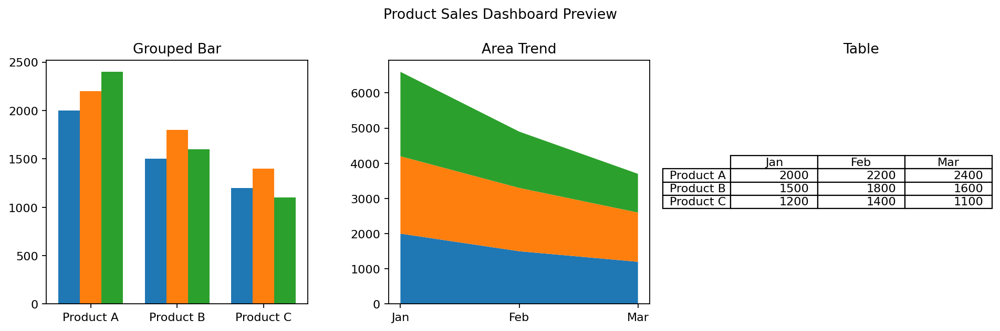 Product Sales Dashboard Preview
Grouped Bar
2500
2000
1500
1000
500
0
Product A Product B Product C
Area Trend
6000
5000
4000
3000
2000
1000
0
Jan Feb Mar
Table
Jan Feb Mar
Product A 2000 2200 2400
Product B 1500 1800 1600
Product C 1200 1400 1100